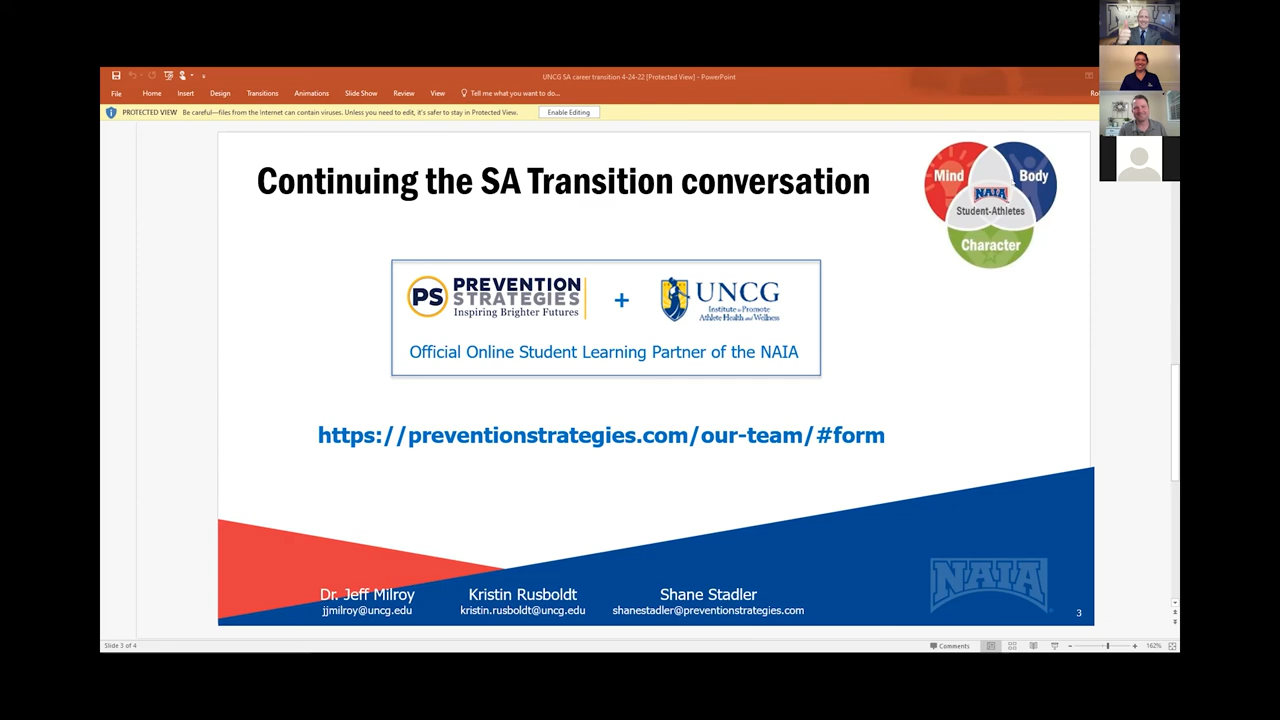 NAIA
UNCG SA career transition 4-24-22 [Protected View] - PowerPoint
File Home Insert Design Transitions Animations Slide Show Review View Tell me what you want to do...
PROTECTED VIEW Be careful—files from the Internet can contain viruses. Unless you need to edit, it's safer to stay in Protected View. Enable Editing
Continuing the SA Transition conversation
Mind Body
NAIA
Student-Athletes
Character
PS PREVENTION STRATEGIES
Inspiring Brighter Futures
+
UNCG
Institute to Promote
Athlete Health and Wellness
Official Online Student Learning Partner of the NAIA
https://preventionstrategies.com/our-team/#form
Dr. Jeff Milroy Kristin Rusboldt Shane Stadler
jjmilroy@uncg.edu kristin.rusboldt@uncg.edu shanestadler@preventionstrategies.com
NAIA
3
Slide 3 of 4 Comments 162%